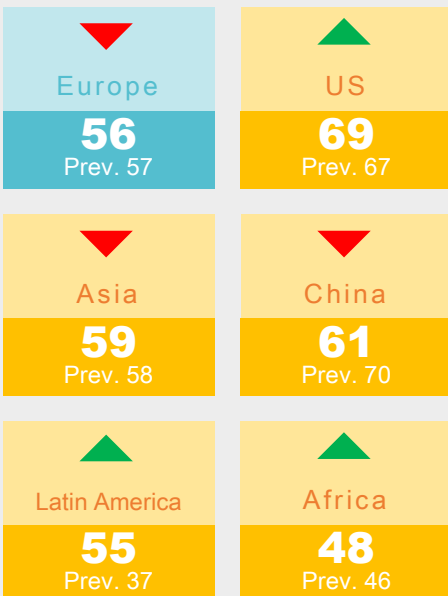 Europe
56
Prev. 57
US
69
Prev. 67
Asia
59
Prev. 58
China
61
Prev. 70
Latin America
55
Prev. 37
Africa
48
Prev. 46